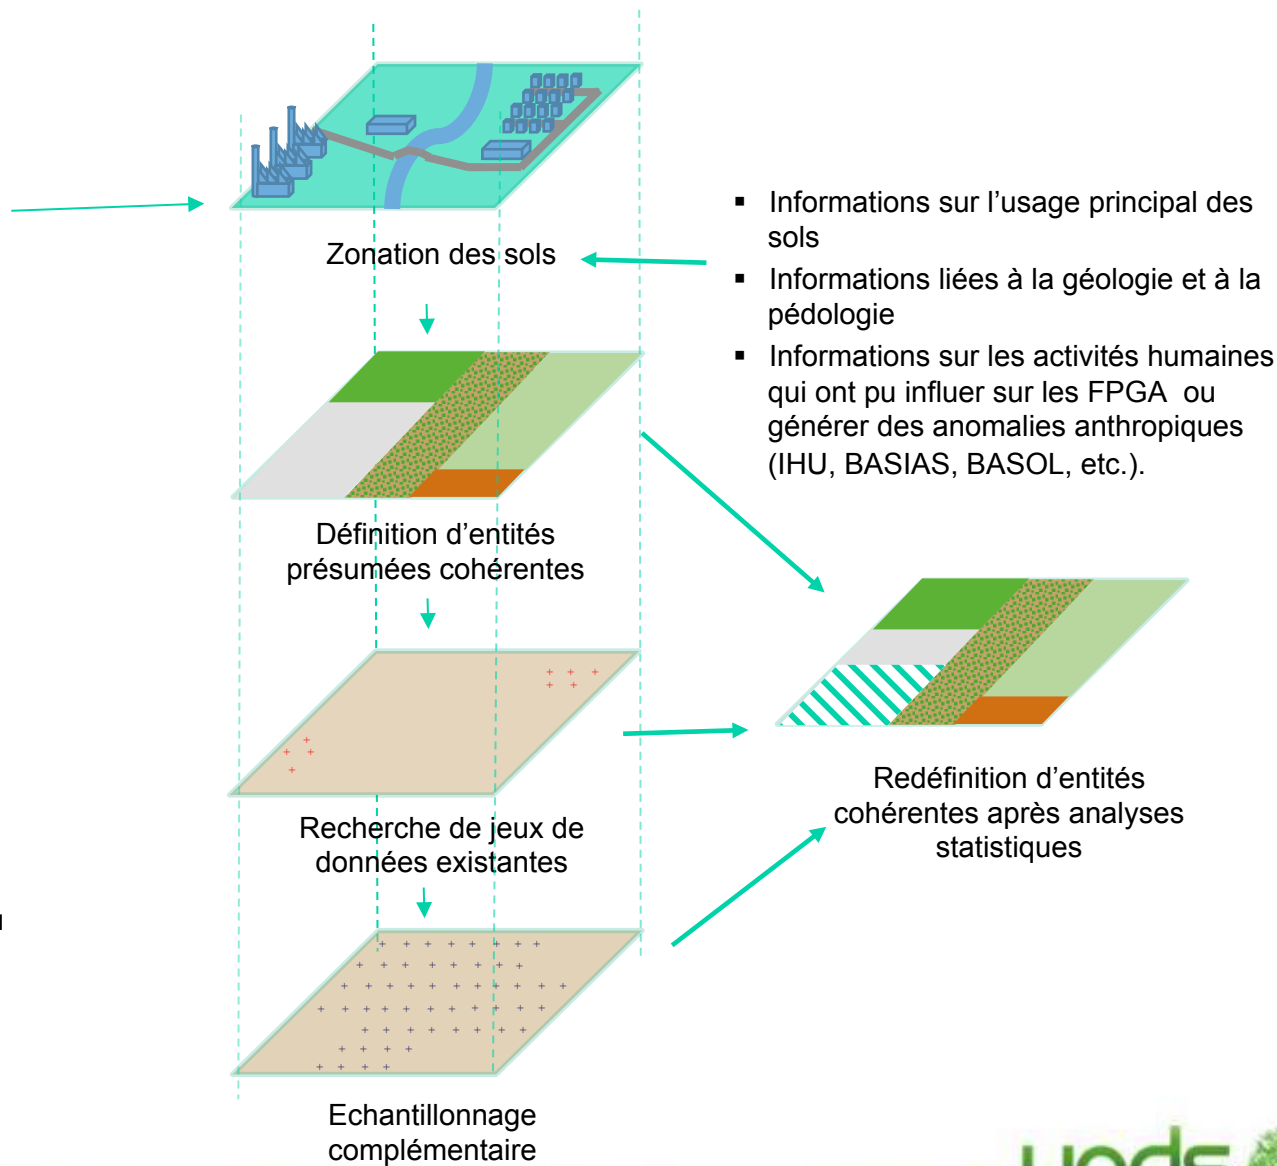 Zonation des sols
▪ Informations sur l’usage principal des
sols
▪ Informations liées à la géologie et à la
pédologie
▪ Informations sur les activités humaines
qui ont pu influer sur les FPGA ou
générer des anomalies anthropiques
(IHU, BASIAS, BASOL, etc.).
Définition d’entités
présumées cohérentes
Recherche de jeux de
données existantes
Redéfinition d’entités
cohérentes après analyses
statistiques
Echantillonnage
complémentaire